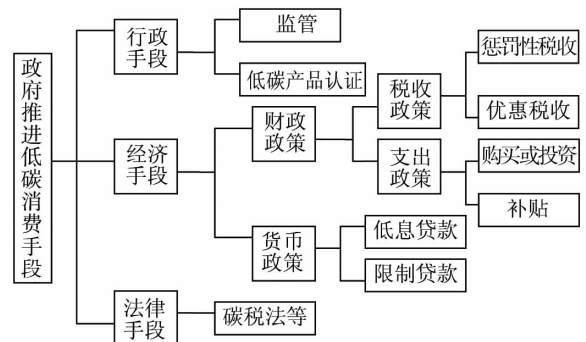 政府推进低碳消费手段
行政
手段
监管
低碳产品认证
经济
手段
财政
政策
税收
政策
惩罚性税收
优惠税收
支出
政策
购买或投资
补贴
货币
政策
低息贷款
限制贷款
法律
手段
碳税法等